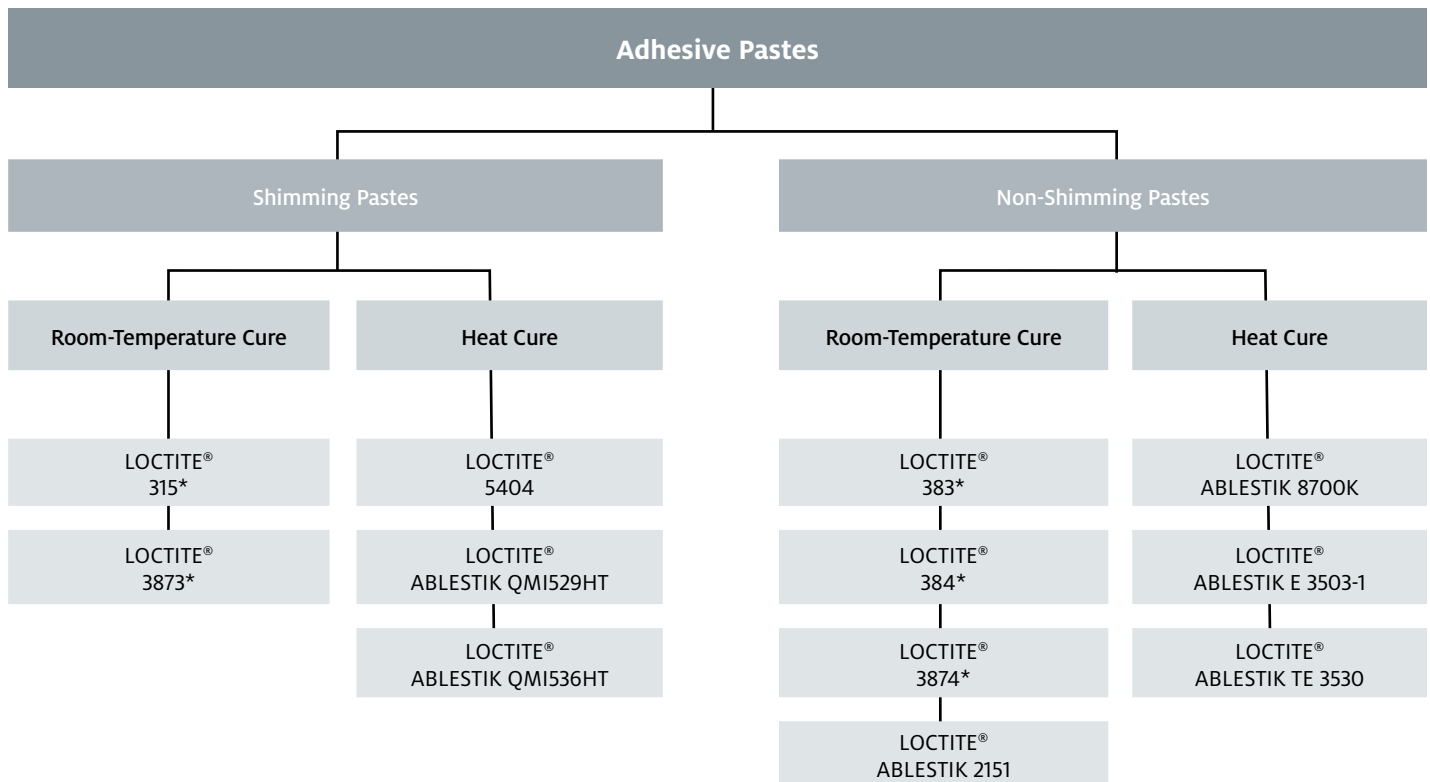 Adhesive Pastes
Shimming Pastes
Non-Shimming Pastes
Room-Temperature Cure
Heat Cure
Room-Temperature Cure
Heat Cure
LOCTITE®
315*
LOCTITE®
3873*
LOCTITE®
5404
LOCTITE®
ABLESTIK QMI529HT
LOCTITE®
ABLESTIK QMI536HT
LOCTITE®
383*
LOCTITE®
384*
LOCTITE®
3874*
LOCTITE®
ABLESTIK 2151
LOCTITE®
ABLESTIK 8700K
LOCTITE®
ABLESTIK E 3503-1
LOCTITE®
ABLESTIK TE 3530